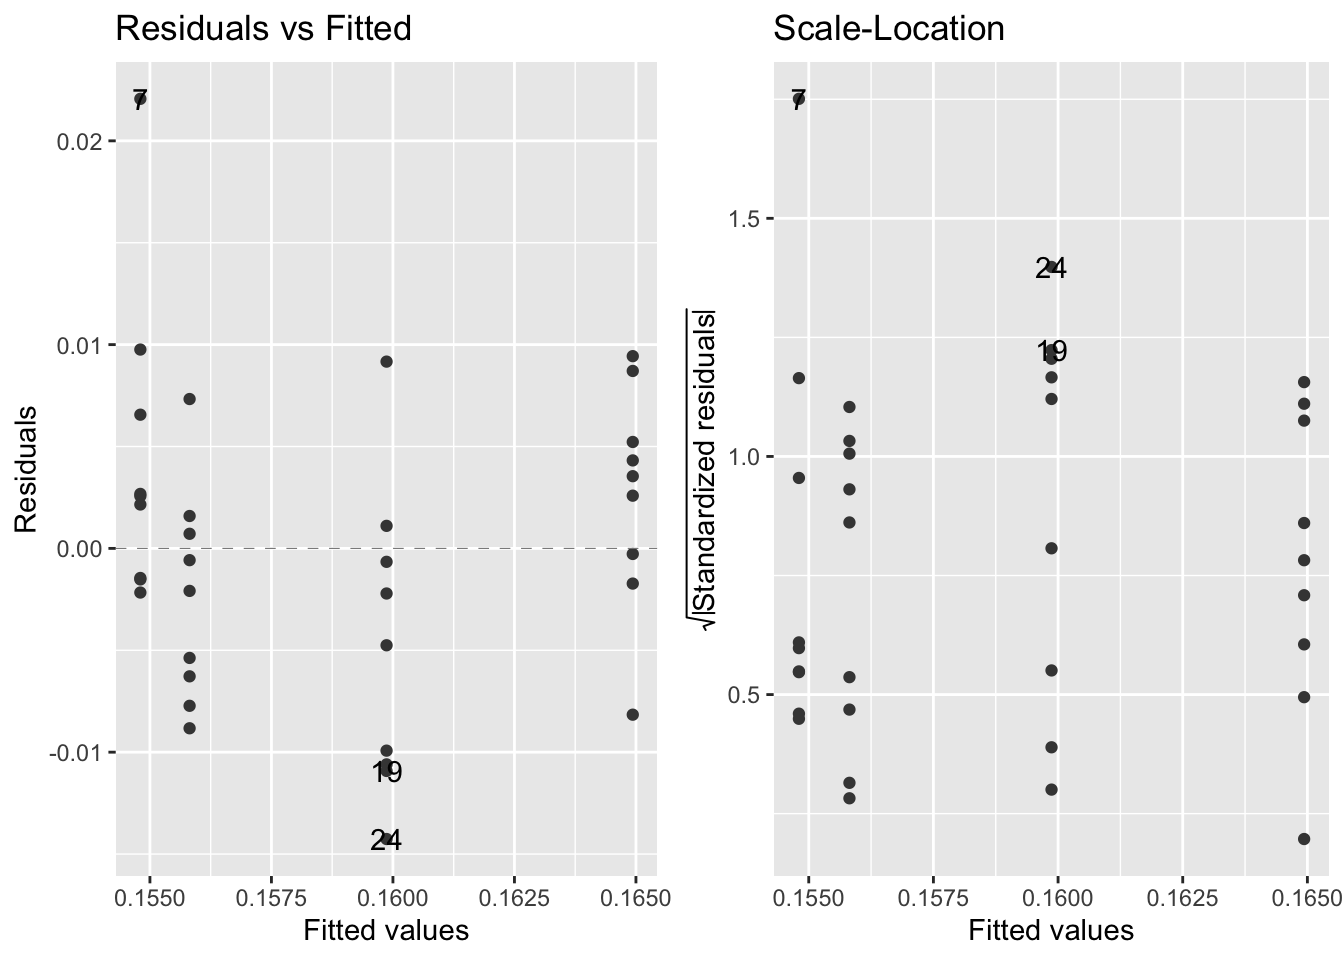 Residuals vs Fitted
7
0.02
0.01
0.00
-0.01
19
24
Residuals
0.1550 0.1575 0.1600 0.1625 0.1650
Fitted values
Scale-Location
7
1.5
24
19
1.0
0.5
√|Standardized residuals|
0.1550 0.1575 0.1600 0.1625 0.1650
Fitted values